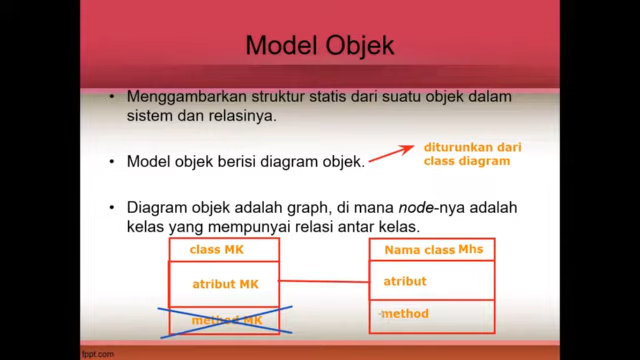 Model Objek
• Menggambarkan struktur statis dari suatu objek dalam
sistem dan relasinya.
• Model objek berisi diagram objek.
diturunkan dari
class diagram
• Diagram objek adalah graph, di mana node-nya adalah
kelas yang mempunyai relasi antar kelas.
class MK
atribut MK
method MK
Nama class Mhs
atribut
method
fppt.com